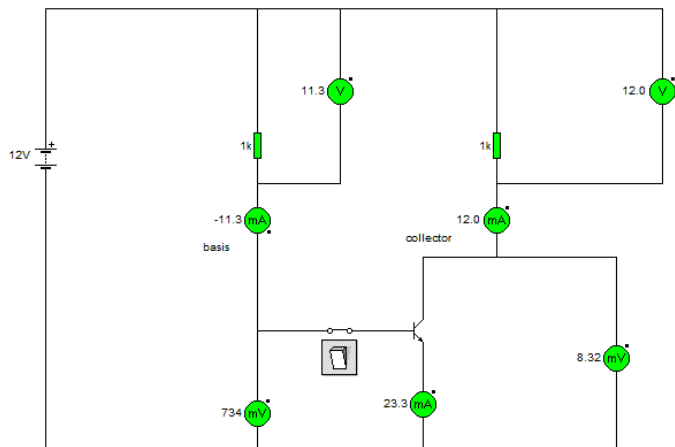 11.3 V
12.0 V
12V
+
1k
1k
-11.3 mA
12.0 mA
basis
collector
8.32 mV
734 mV
23.3 mA